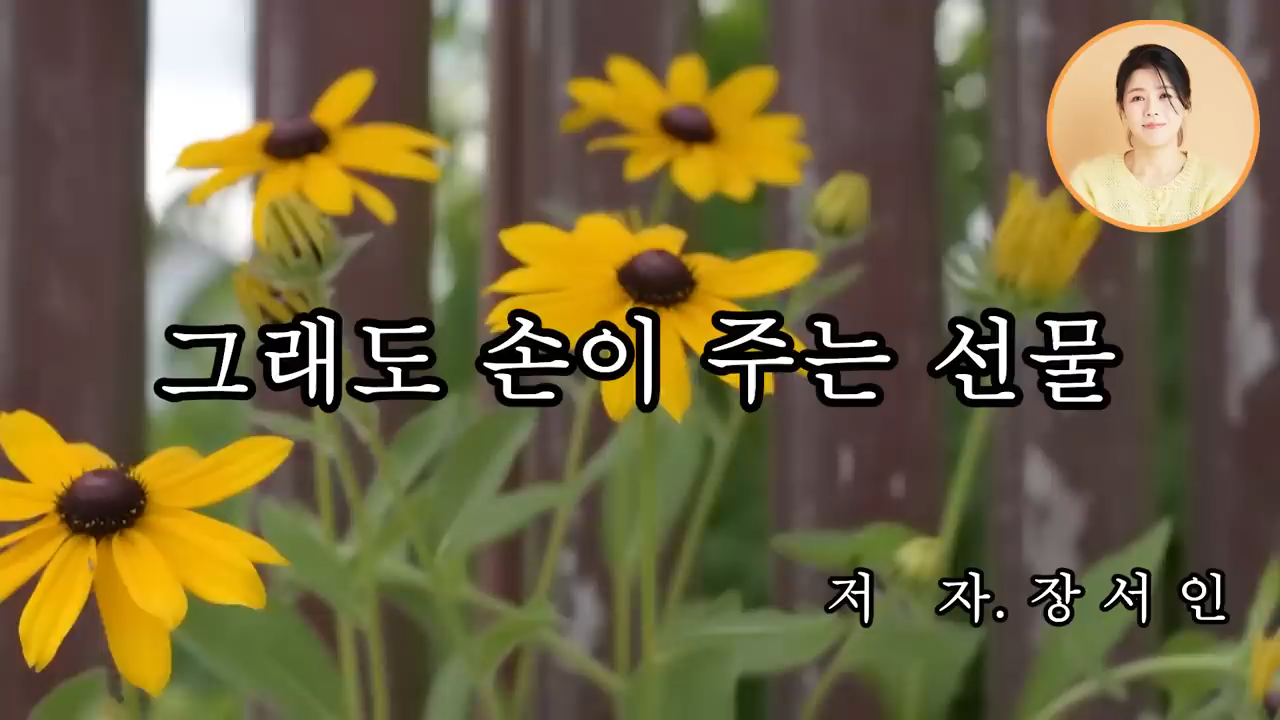 그래도 손이 주는 선물
저 자. 장 서 인